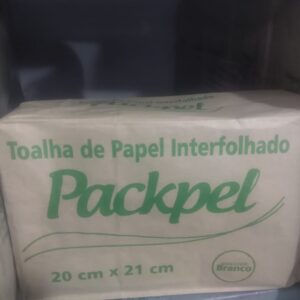 Toalha de Papel Interfolhado
Packpel
20 cm x 21 cm
Branco